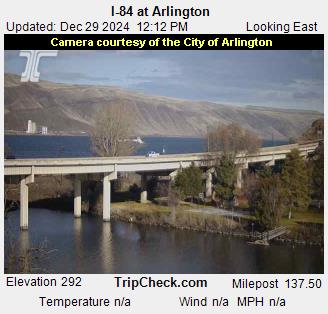 I-84 at Arlington
Updated: Dec 29 2024 12:12 PM Looking East
Camera courtesy of the City of Arlington
Elevation 292 TripCheck.com Milepost 137.50
Temperature n/a Wind n/a MPH n/a